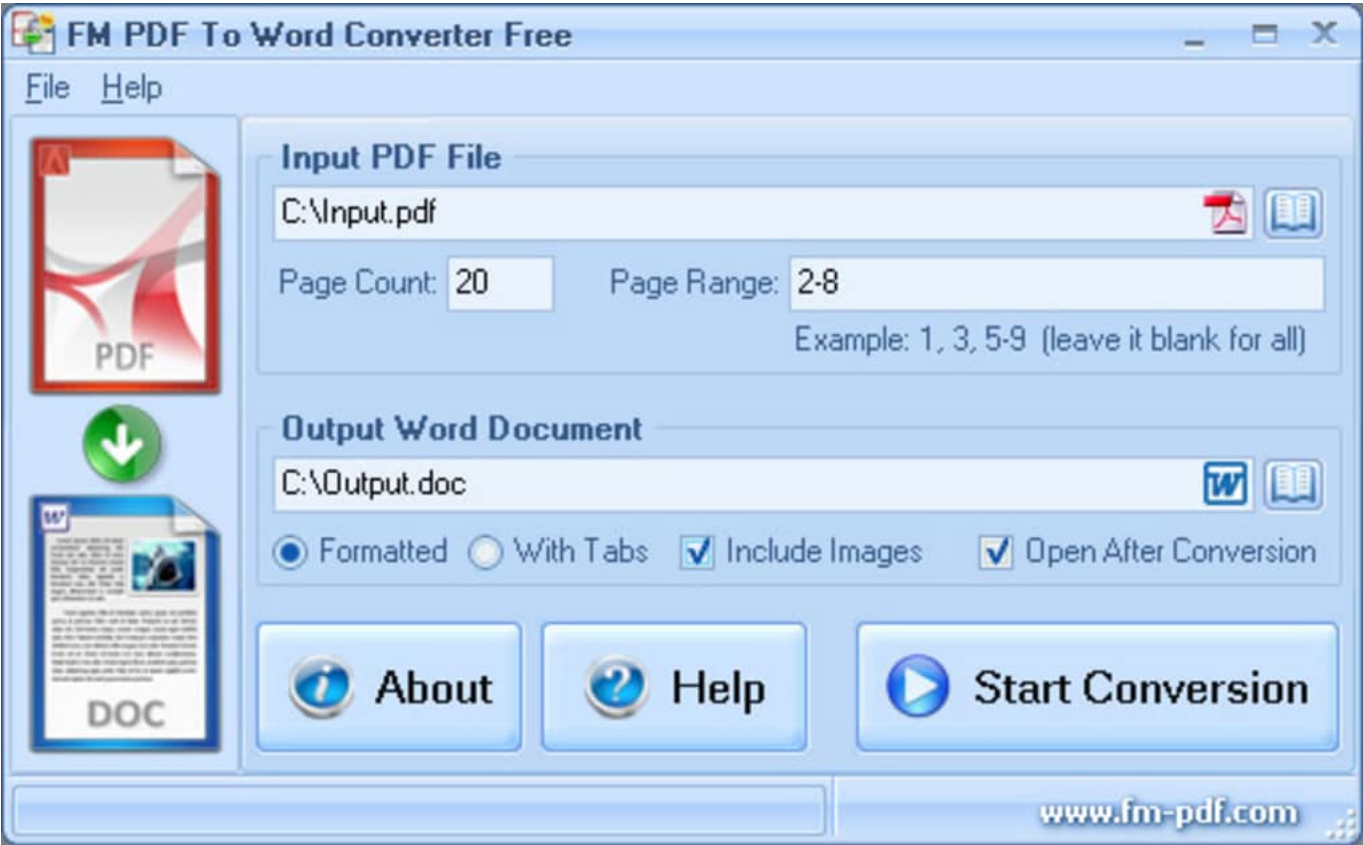 FM PDF To Word Converter Free
File Help
Input PDF File
C:\Input.pdf
Page Count: 20 Page Range: 2-8
Example: 1, 3, 5-9 (leave it blank for all)
PDF
Output Word Document
C:\Output.doc
W
Formatted With Tabs Include Images Open After Conversion
DOC
About Help Start Conversion
www.fm-pdf.com